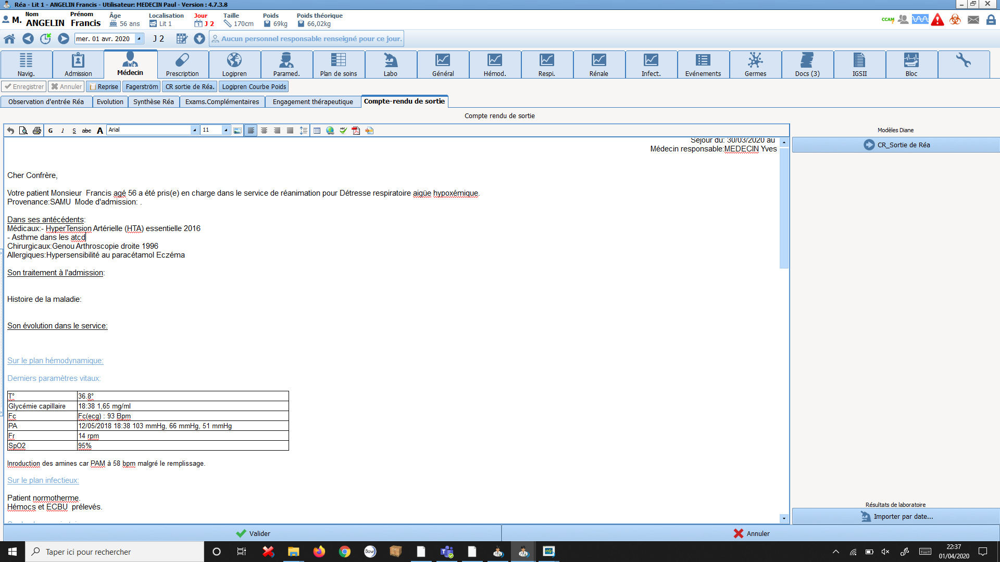 Réa - Lit 1 - ANGELIN Francis - Utilisateur: MEDECIN Paul - Version : 4.7.3.8
M.
Nom
ANGELIN
Prénom
Francis
Âge
56 ans
Localisation
Lit 1
Jour
J 2
Taille
170cm
Poids
69kg
Poids théorique
66,02kg
CCAM
mer. 01 avr. 2020
J 2
Aucun personnel responsable renseigné pour ce jour.
Navig.
Admission
Médecin
Prescription
Logipren
Paramed.
Plan de soins
Labo
Général
Hémod.
Respi.
Rénale
Infect.
Evénements
Germes
Docs (3)
IGSII
Bloc
Enregistrer
Annuler
Reprise
Fagerström
CR sortie de Réa.
Logipren Courbe Poids
Observation d'entrée Réa
Evolution
Synthèse Réa
Exams.Complémentaires
Engagement thérapeutique
Compte-rendu de sortie
Compte rendu de sortie
G I S abc A
Arial
11
Modèles Diane
CR_Sortie de Réa
Séjour du: 30/03/2020 au
Médecin responsable:MEDECIN Yves
Cher Confrère,
Votre patient Monsieur  Francis agé 56 a été pris(e) en charge dans le service de réanimation pour Détresse respiratoire aigüe hypoxémique.
Provenance:SAMU  Mode d'admission: .
Dans ses antécédents:
Médicaux:- HyperTension Artérielle (HTA) essentielle 2016
- Asthme dans les atcd
Chirurgicaux:Genou Arthroscopie droite 1996
Allergiques:Hypersensibilité au paracétamol Eczéma
Son traitement à l'admission:
Histoire de la maladie:
Son évolution dans le service:
Sur le plan hémodynamique:
Derniers paramètres vitaux:
T° 36.8°
Glycémie capillaire 18:38 1,65 mg/ml
Fc Fc(ecg) : 93 Bpm
PA 12/05/2018 18:38 103 mmHg, 66 mmHg, 51 mmHg
Fr 14 rpm
SpO2 95%
Inroduction des amines car PAM à 58 bpm malgré le remplissage.
Sur le plan infectieux:
Patient normotherme.
Hémocs et ECBU  prélevés.
Résultats de laboratoire
Importer par date...
Valider
Annuler
Taper ici pour rechercher
Bow
22:37
01/04/2020